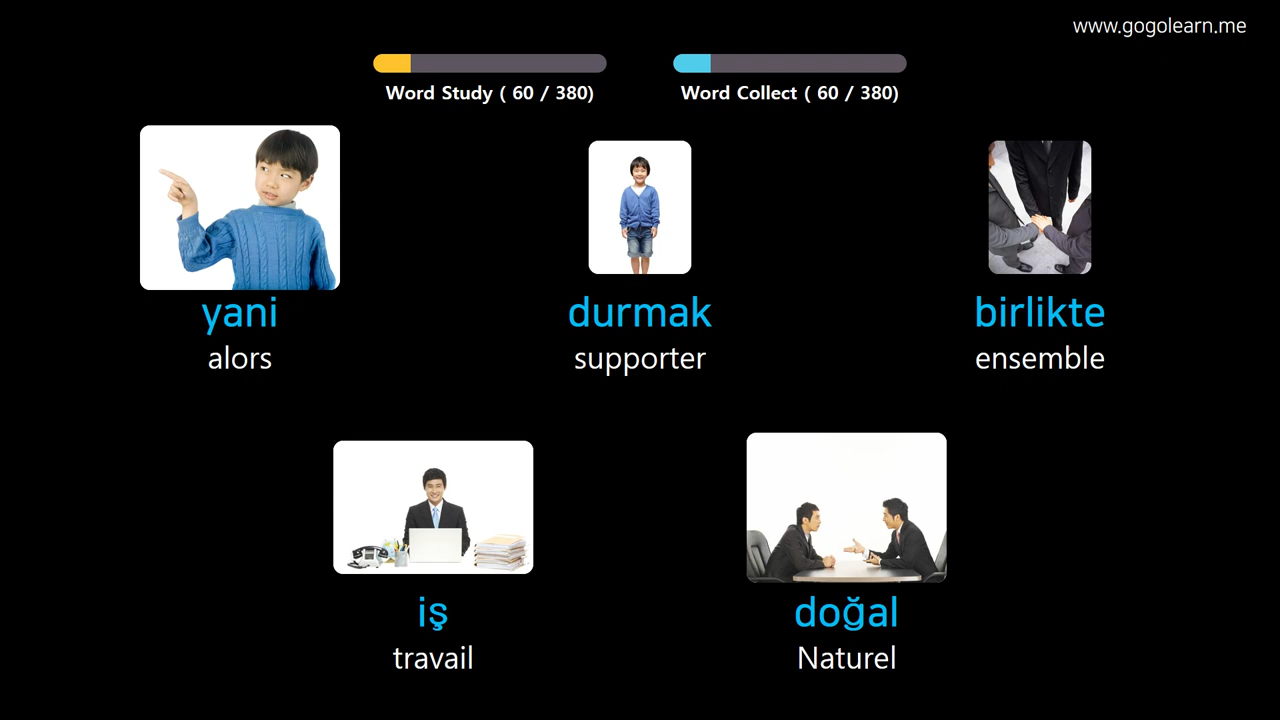 www.gogolearn.me
Word Study ( 60 / 380)
Word Collect ( 60 / 380)
yani
alors
durmak
supporter
birlikte
ensemble
iş
travail
doğal
Naturel